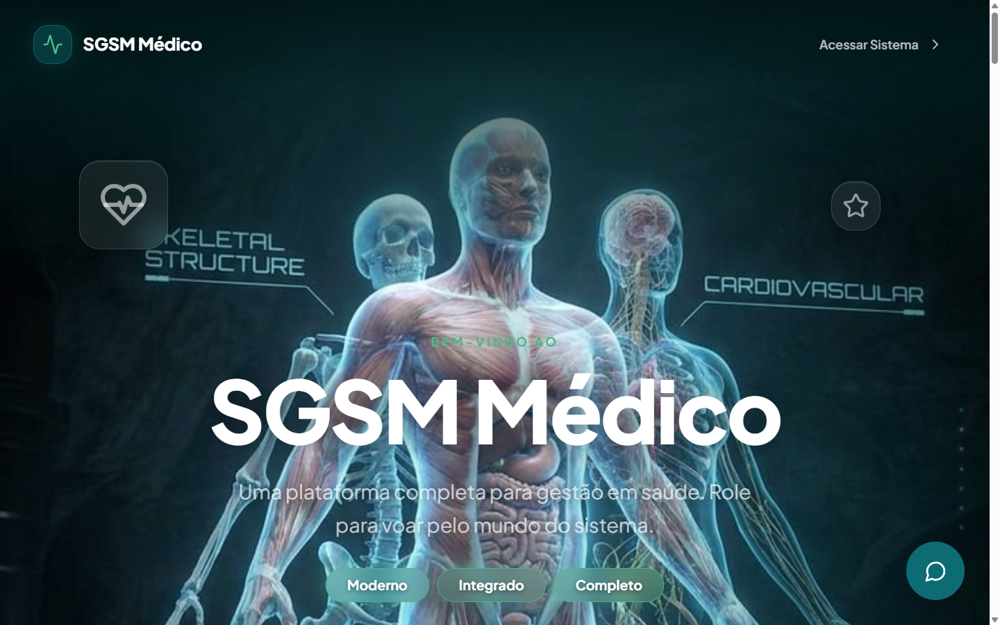 SGSM Médico
Acessar Sistema
SKELETAL
STRUCTURE
CARDIOVASCULAR
BEM-VINDO AO
SGSM Médico
Uma plataforma completa para gestão em saúde. Role
para voar pelo mundo do sistema.
Moderno
Integrado
Completo